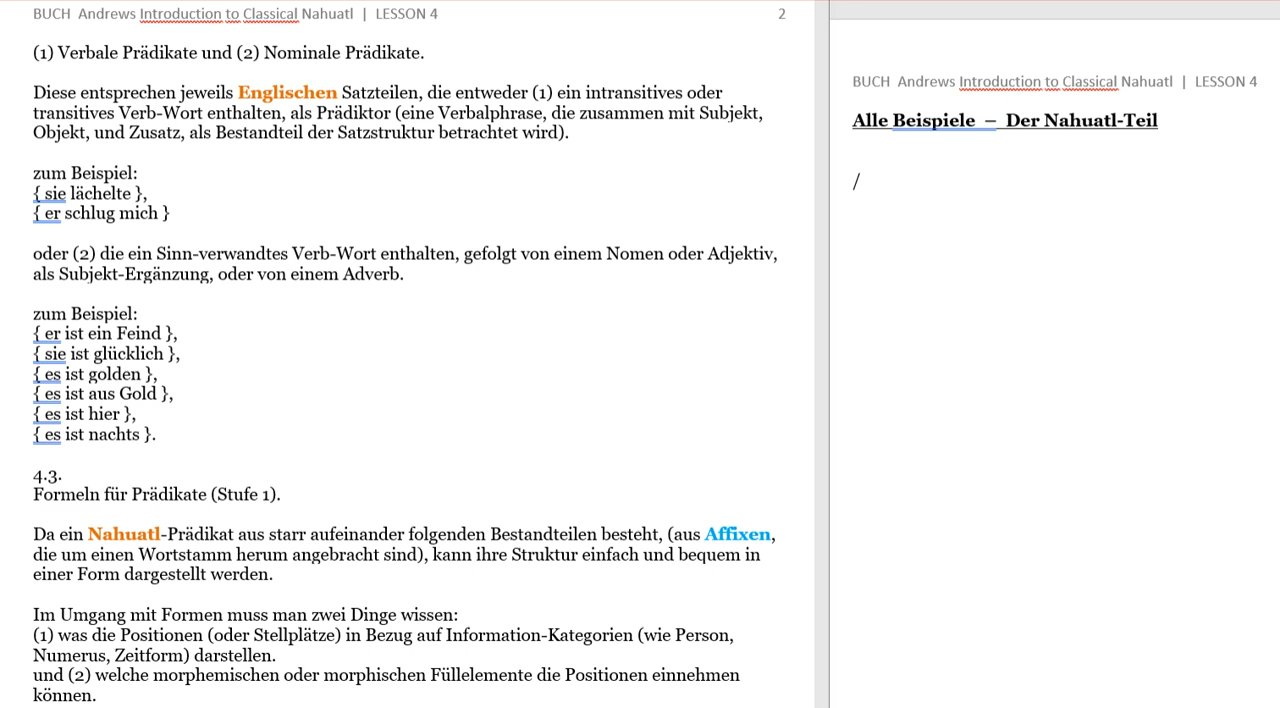 BUCH Andrews Introduction to Classical Nahuatl | LESSON 4
2
(1) Verbale Prädikate und (2) Nominale Prädikate.
Diese entsprechen jeweils Englischen Satzteilen, die entweder (1) ein intransitives oder
transitives Verb-Wort enthalten, als Prädiktor (eine Verbalphrase, die zusammen mit Subjekt,
Objekt, und Zusatz, als Bestandteil der Satzstruktur betrachtet wird).
zum Beispiel:
{ sie lächelte },
{ er schlug mich }
oder (2) die ein Sinn-verwandtes Verb-Wort enthalten, gefolgt von einem Nomen oder Adjektiv,
als Subjekt-Ergänzung, oder von einem Adverb.
zum Beispiel:
{ er ist ein Feind },
{ sie ist glücklich },
{ es ist golden },
{ es ist aus Gold },
{ es ist hier },
{ es ist nachts }.
4.3.
Formeln für Prädikate (Stufe 1).
Da ein Nahuatl-Prädikat aus starr aufeinander folgenden Bestandteilen besteht, (aus Affixen,
die um einen Wortstamm herum angebracht sind), kann ihre Struktur einfach und bequem in
einer Form dargestellt werden.
Im Umgang mit Formen muss man zwei Dinge wissen:
(1) was die Positionen (oder Stellplätze) in Bezug auf Information-Kategorien (wie Person,
Numerus, Zeitform) darstellen.
und (2) welche morphemischen oder morphischen Füllelemente die Positionen einnehmen
können.
BUCH Andrews Introduction to Classical Nahuatl | LESSON 4
Alle Beispiele – Der Nahuatl-Teil
/